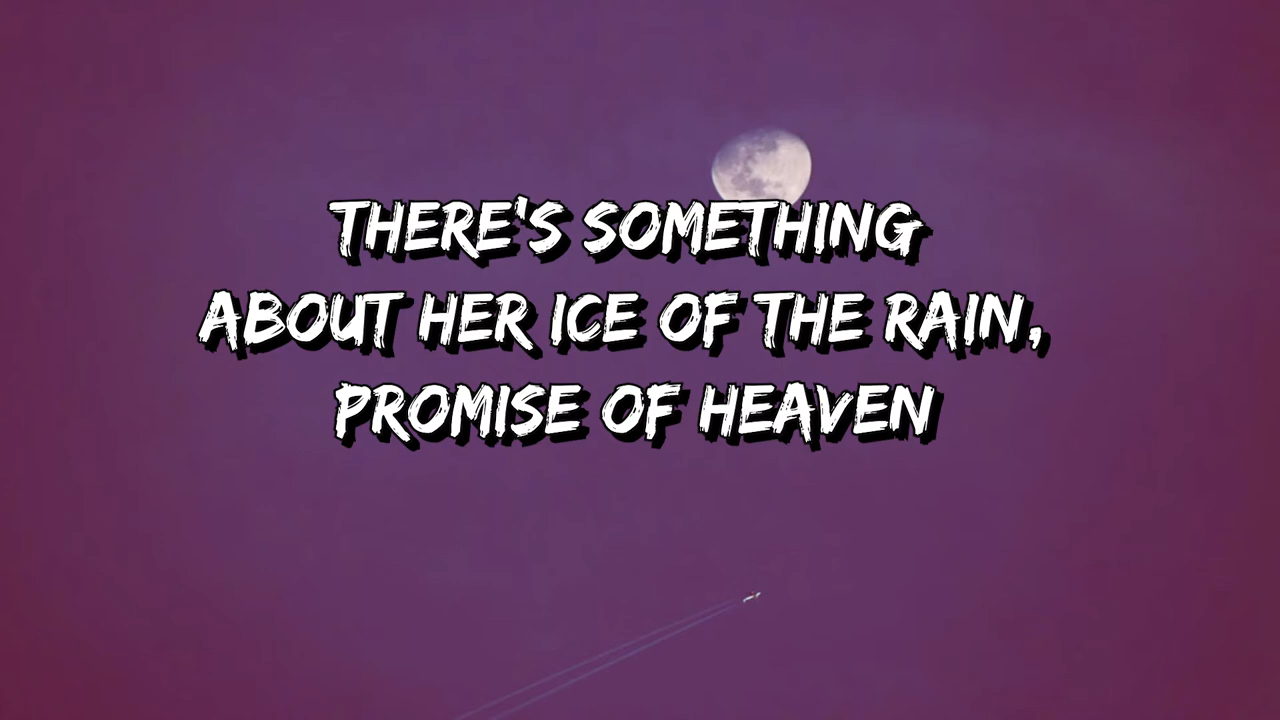 THERE'S SOMETHING
ABOUT HER ICE OF THE RAIN,
PROMISE OF HEAVEN